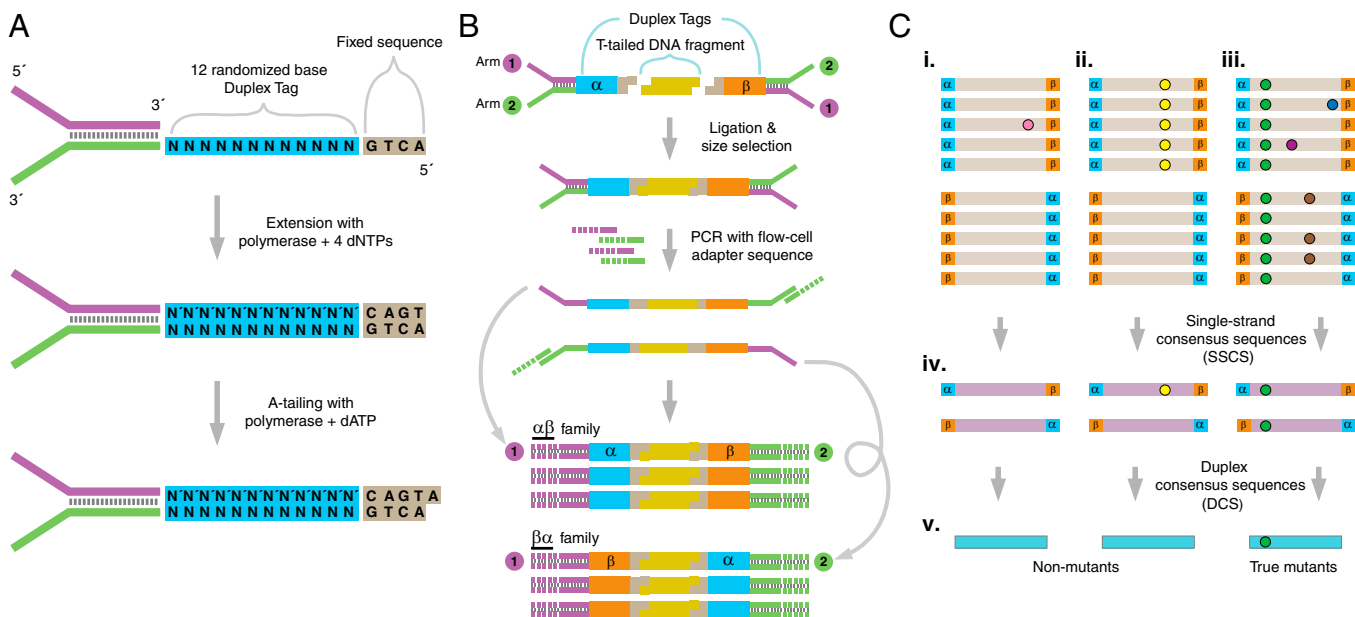 A
Fixed sequence
12 randomized base
Duplex Tag
5´
3´
N N N N N N N N N N N N G T C A
5´
3´
Extension with
polymerase + 4 dNTPs
N´N´N´N´N´N´N´N´N´N´N´N´ C A G T
N N N N N N N N N N N N G T C A
A-tailing with
polymerase + dATP
N´N´N´N´N´N´N´N´N´N´N´N´ C A G T A
N N N N N N N N N N N N G T C A
B
Duplex Tags
T-tailed DNA fragment
Arm 1 2
α β
Arm 2 1
Ligation &
size selection
PCR with flow-cell
adapter sequence
αβ family
1 α β 2
βα family
1 β α 2
C
i. ii. iii.
α β α β α β
α β α β α β
α β α β α β
α β α β α β
α β α β α β
β α β α β α
β α β α β α
β α β α β α
β α β α β α
β α β α β α
Single-strand
consensus sequences
(SSCS)
iv.
α β α β α β
β α β α β α
Duplex
consensus sequences
(DCS)
v.
Non-mutants True mutants